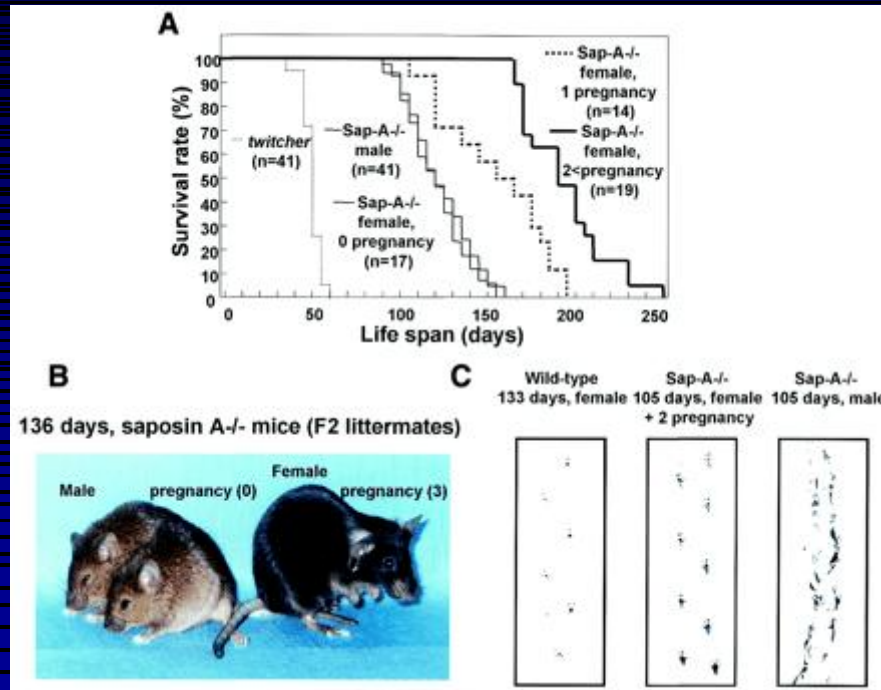 A
100
90
80
70
60
50
40
30
20
10
0
Survival rate (%)
twitcher
(n=41)
Sap-A-/-
male
(n=41)
Sap-A-/-
female,
0 pregnancy
(n=17)
Sap-A-/-
female,
1 pregnancy
(n=14)
Sap-A-/-
female,
2<pregnancy
(n=19)
0 50 100 150 200 250
Life span (days)
B
136 days, saposin A-/- mice (F2 littermates)
Male
pregnancy (0)
Female
pregnancy (3)
C
Wild-type
133 days, female
Sap-A-/-
105 days, female
+ 2 pregnancy
Sap-A-/-
105 days, male